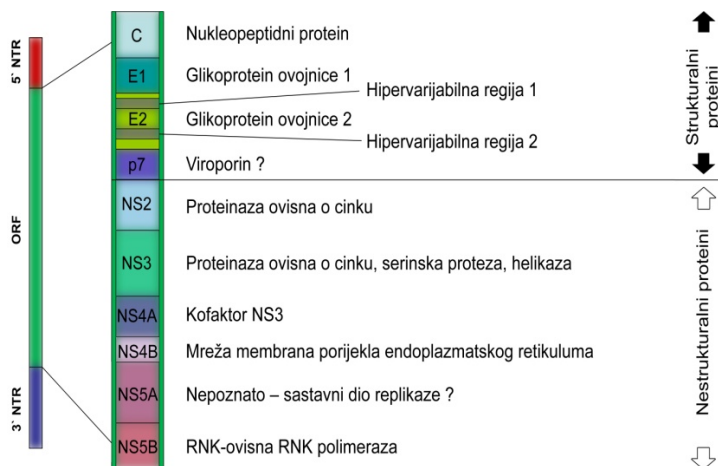 5` NTR
ORF
3` NTR
C Nukleopeptidni protein
E1 Glikoprotein ovojnice 1
Hipervarijabilna regija 1
E2 Glikoprotein ovojnice 2
Hipervarijabilna regija 2
p7 Viroporin ?
NS2 Proteinaza ovisna o cinku
NS3 Proteinaza ovisna o cinku, serinska proteza, helikaza
NS4A Kofaktor NS3
NS4B Mreža membrana porijekla endoplazmatskog retikuluma
NS5A Nepoznato – sastavni dio replikaze ?
NS5B RNK-ovisna RNK polimeraza
Strukturalni
proteini
Nestrukturalni proteini